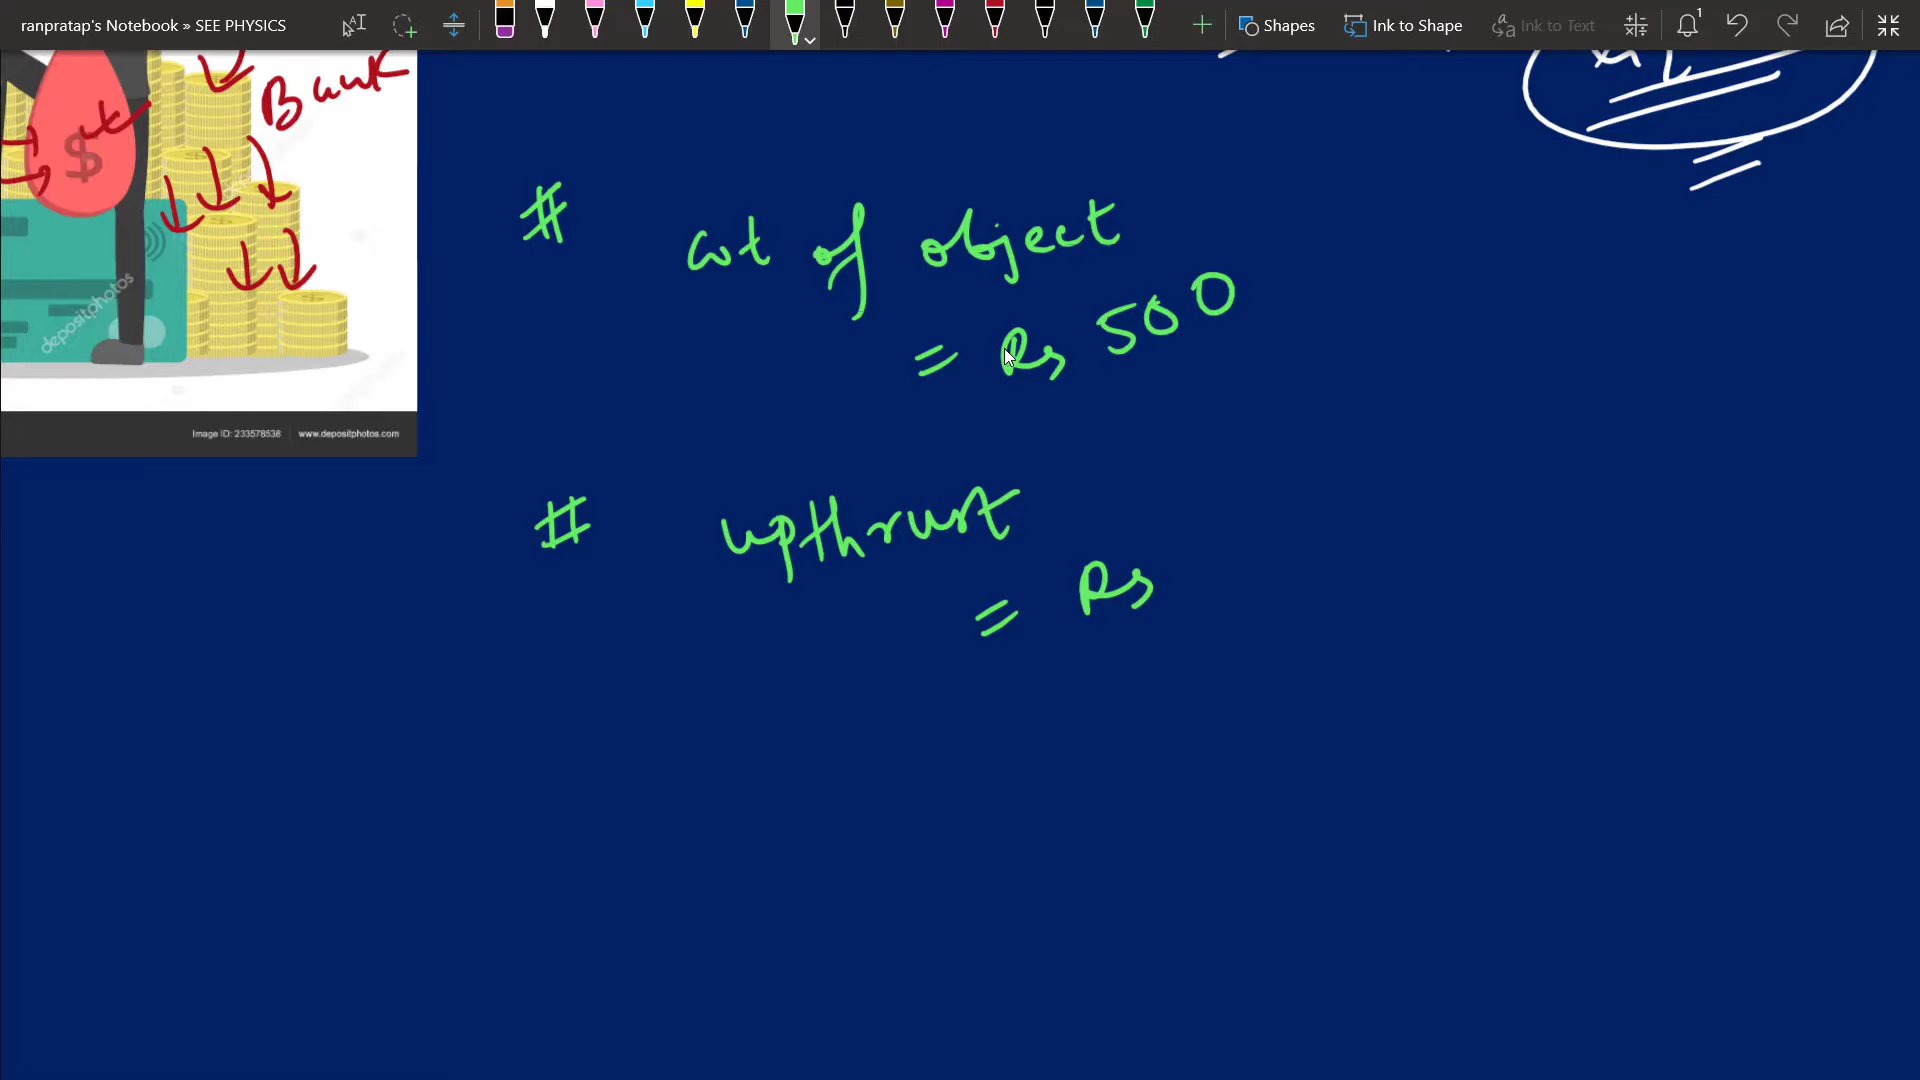 ranpratap's Notebook » SEE PHYSICS
Shapes
Ink to Shape
Ink to Text
1
Bank
$
depositphotos
Image ID: 233578538 | www.depositphotos.com
# wt of object
= Rs 500
# upthrust
= Rs